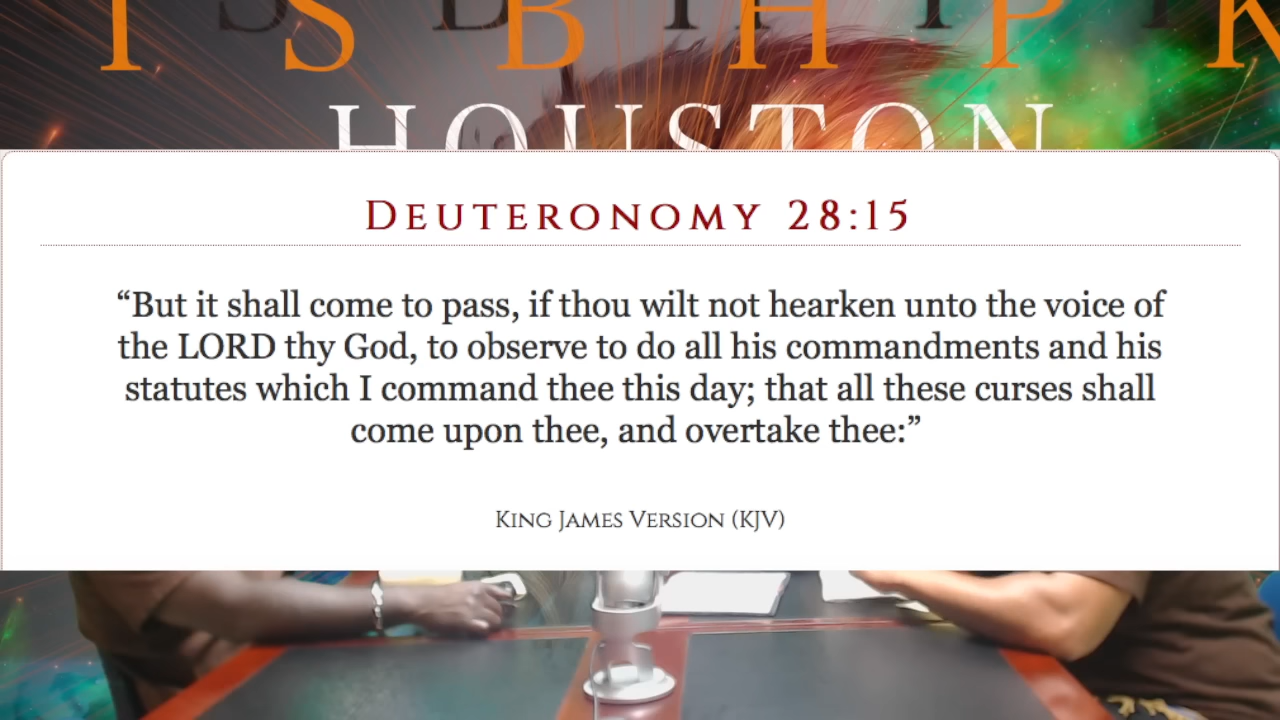 I S B H P K
HOUSTON
DEUTERONOMY 28:15
“But it shall come to pass, if thou wilt not hearken unto the voice of
the LORD thy God, to observe to do all his commandments and his
statutes which I command thee this day; that all these curses shall
come upon thee, and overtake thee:”
KING JAMES VERSION (KJV)